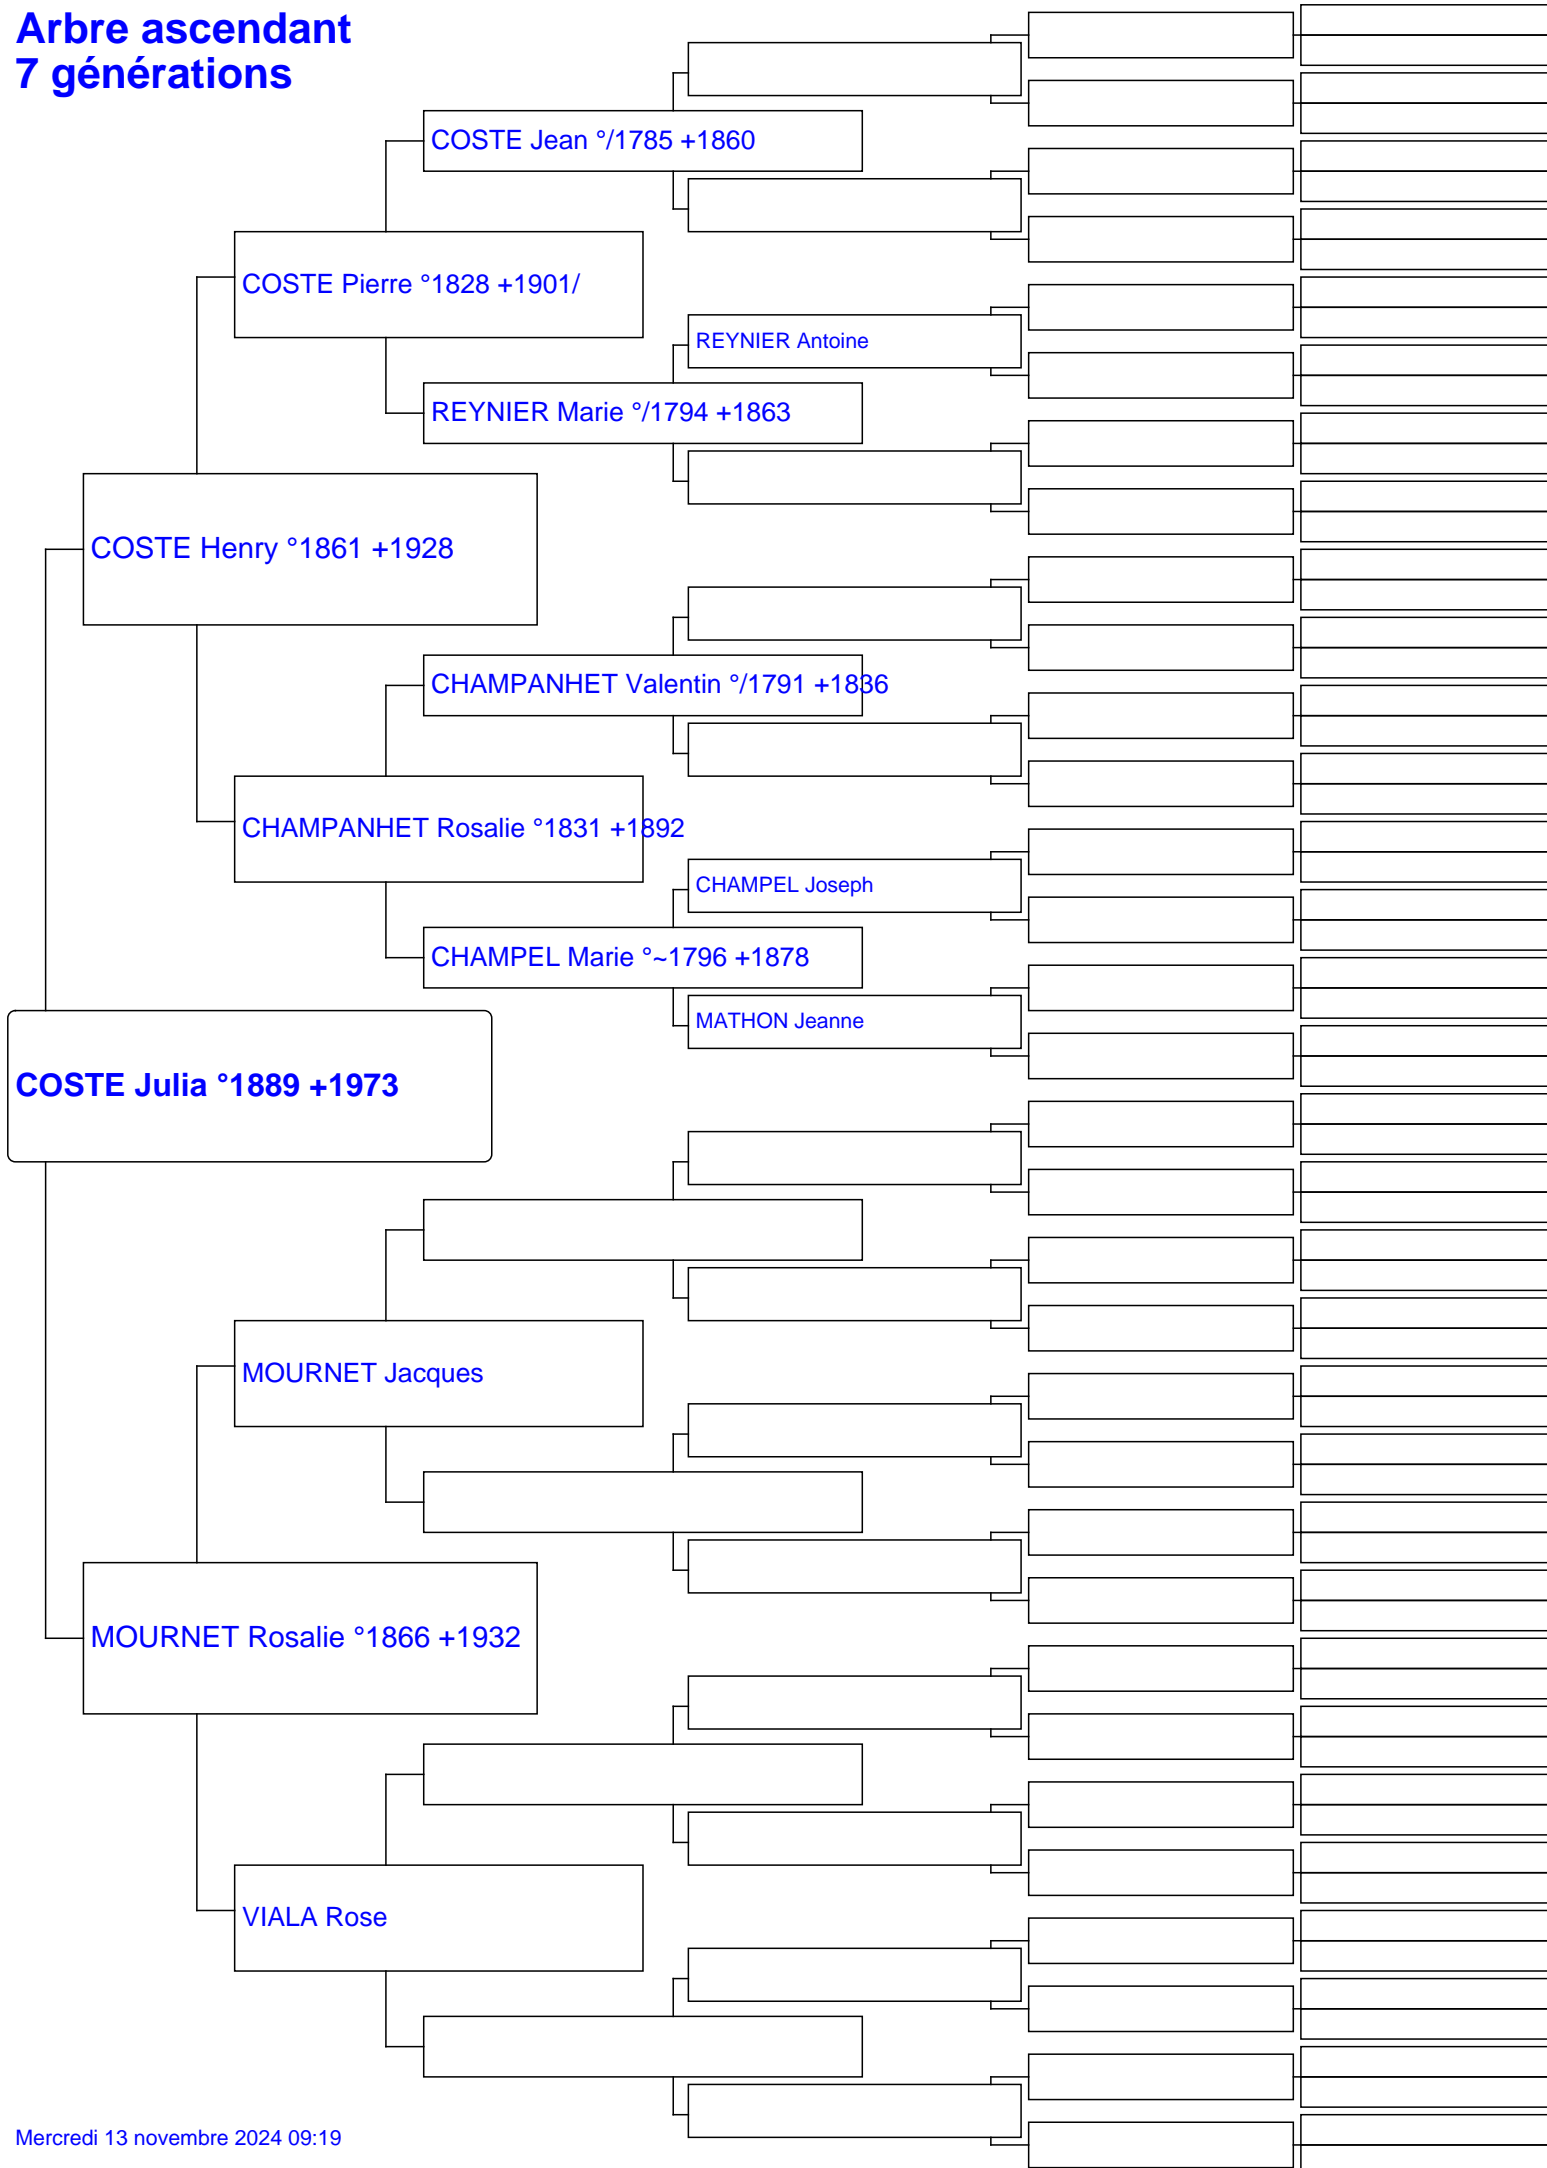 Arbre ascendant
7 générations
COSTE Jean °/1785 +1860
COSTE Pierre °1828 +1901/
REYNIER Antoine
REYNIER Marie °/1794 +1863
COSTE Henry °1861 +1928
CHAMPANHET Valentin °/1791 +1836
CHAMPANHET Rosalie °1831 +1892
CHAMPEL Joseph
CHAMPEL Marie °~1796 +1878
MATHON Jeanne
COSTE Julia °1889 +1973
MOURNET Jacques
MOURNET Rosalie °1866 +1932
VIALA Rose
Mercredi 13 novembre 2024 09:19